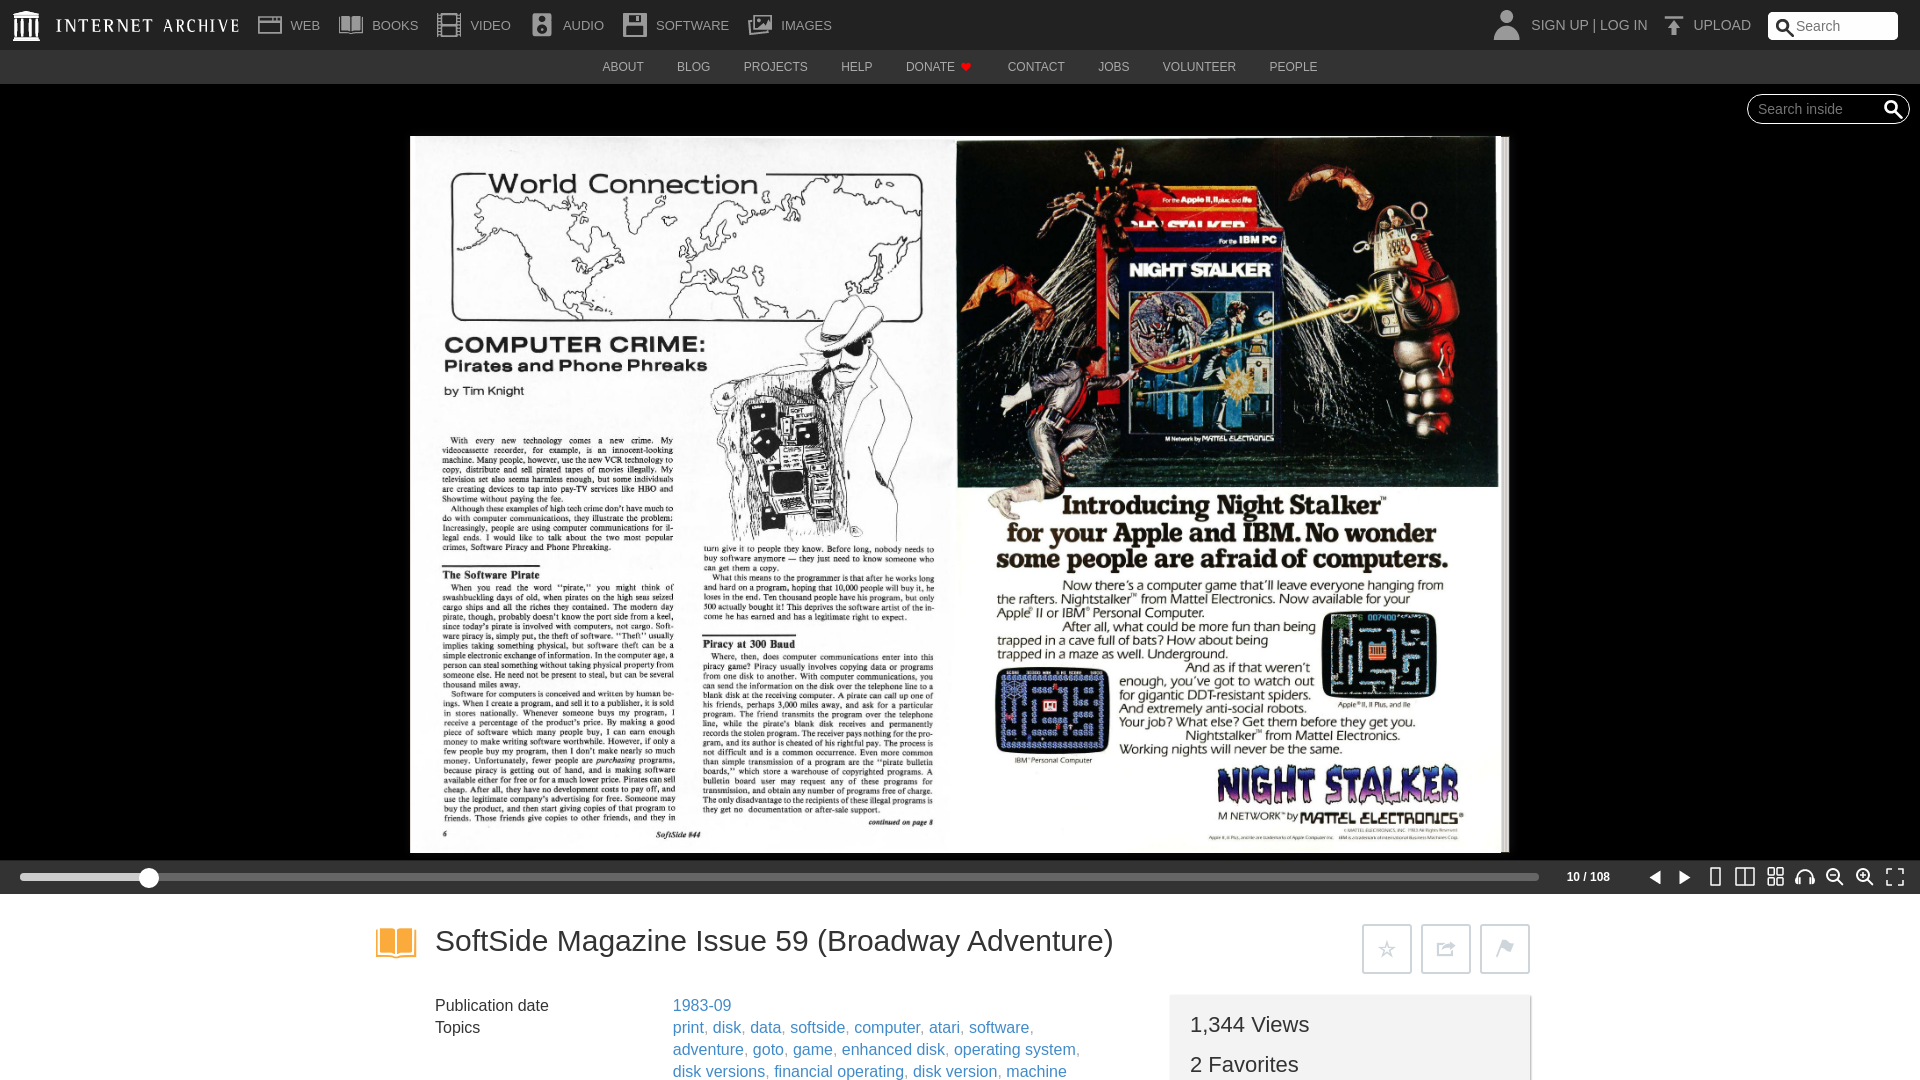 INTERNET ARCHIVE
WEB
BOOKS
VIDEO
AUDIO
SOFTWARE
IMAGES
SIGN UP | LOG IN
UPLOAD
Search
ABOUT
BLOG
PROJECTS
HELP
DONATE
CONTACT
JOBS
VOLUNTEER
PEOPLE
Search inside
World Connection
COMPUTER CRIME:
Pirates and Phone Phreaks
by Tim Knight
With every new technology comes a new crime. My
videocassette recorder, for example, is an innocent-looking
machine. Many people, however, use the new VCR technology to
copy, distribute and sell pirated tapes of movies illegally. My
television set also seems harmless enough, but some individuals
are creating devices to tap into pay-TV services like HBO and
Showtime without paying the fee.
Although these examples of high tech crime don't have much to
do with computer communications, they illustrate the problem:
Increasingly, people are using computer communications for il-
legal ends. I would like to talk about the two most popular
crimes, Software Piracy and Phone Phreaking.
The Software Pirate
When you read the word "pirate," you might think of
swashbuckling days of old, when pirates on the high seas seized
cargo ships and all the riches they contained. The modern day
pirate, though, probably doesn't know the port side from a keel,
since today's pirate is involved with computers, not cargo. Soft-
ware piracy is, simply put, the theft of software. "Theft" usually
implies taking something physical, but software theft can be a
simple electronic exchange of information. In the computer age, a
person can steal something without taking physical property from
someone else. He need not be present to steal, but can be several
thousand miles away.
Software for computers is conceived and written by human be-
ings. When I create a program, and sell it to a publisher, it is sold
in stores nationally. Whenever someone buys my program, I
receive a percentage of the product's price. By making a good
piece of software which many people buy, I can earn enough
money to make writing software worthwhile. However, if only a
few people buy my program, then I don't make nearly so much
money. Unfortunately, fewer people are purchasing programs,
because piracy is getting out of hand, and is making software
available either for free or for a much lower price. Pirates can sell
cheap. After all, they have no development costs to pay off, and
use the legitimate company's advertising for free. Someone may
buy the product, and then start giving copies of that program to
friends. Those friends give copies to other friends, and they in
turn give it to people they know. Before long, nobody needs to
buy software anymore — they just need to know someone who
can get them a copy.
What this means to the programmer is that after he works long
and hard on a program, hoping that 10,000 people will buy it, he
loses in the end. Ten thousand people have his program, but only
300 actually bought it! This deprives the software artist of the in-
come he has earned and has a legitimate right to expect.
Piracy at 300 Baud
Where, then, does computer communications enter into this
piracy game? Piracy usually involves copying data or programs
from one disk to another. With computer communications, you
can send the information on the disk over the telephone line to a
blank disk at the receiving computer. A pirate can call up one of
his friends, perhaps 3,000 miles away, and ask for a particular
program. The friend transmits the program over the telephone
line, while the pirate's blank disk receives and permanently
records the stolen program. The receiver pays nothing for the pro-
gram, and its author is cheated of his rightful pay. The process is
not difficult and is a common occurrence. Even more common
than simple transmission of a program are the "pirate bulletin
boards," which store a warehouse of copyrighted programs. A
bulletin board user may request any of these programs for
transmission, and obtain any number of programs free of charge.
The only disadvantage to the recipients of these illegal programs is
they get no documentation or after-sale support.
continued on page 8
6
SoftSide #44
For the Apple II, II plus, and IIe
NIGHT STALKER
For the IBM PC
NIGHT STALKER
M Network by MATTEL ELECTRONICS
Introducing Night Stalker™
for your Apple and IBM. No wonder
some people are afraid of computers.
Now there's a computer game that'll leave everyone hanging from
the rafters. Nightstalker™ from Mattel Electronics. Now available for your
Apple® II or IBM® Personal Computer.
After all, what could be more fun than being
trapped in a cave full of bats? How about being
trapped in a maze as well. Underground.
And as if that weren't
enough, you've got to watch out
for gigantic DDT-resistant spiders.
And extremely anti-social robots.
Your job? What else? Get them before they get you.
Nightstalker™ from Mattel Electronics.
Working nights will never be the same.
007400
Apple® II, II Plus, and IIe
IBM® Personal Computer
NIGHT STALKER
M NETWORK™ by MATTEL ELECTRONICS®
10 / 108
SoftSide Magazine Issue 59 (Broadway Adventure)
Publication date
1983-09
Topics
print, disk, data, softside, computer, atari, software,
adventure, goto, game, enhanced disk, operating system,
disk versions, financial operating, disk version, machine
1,344 Views
2 Favorites